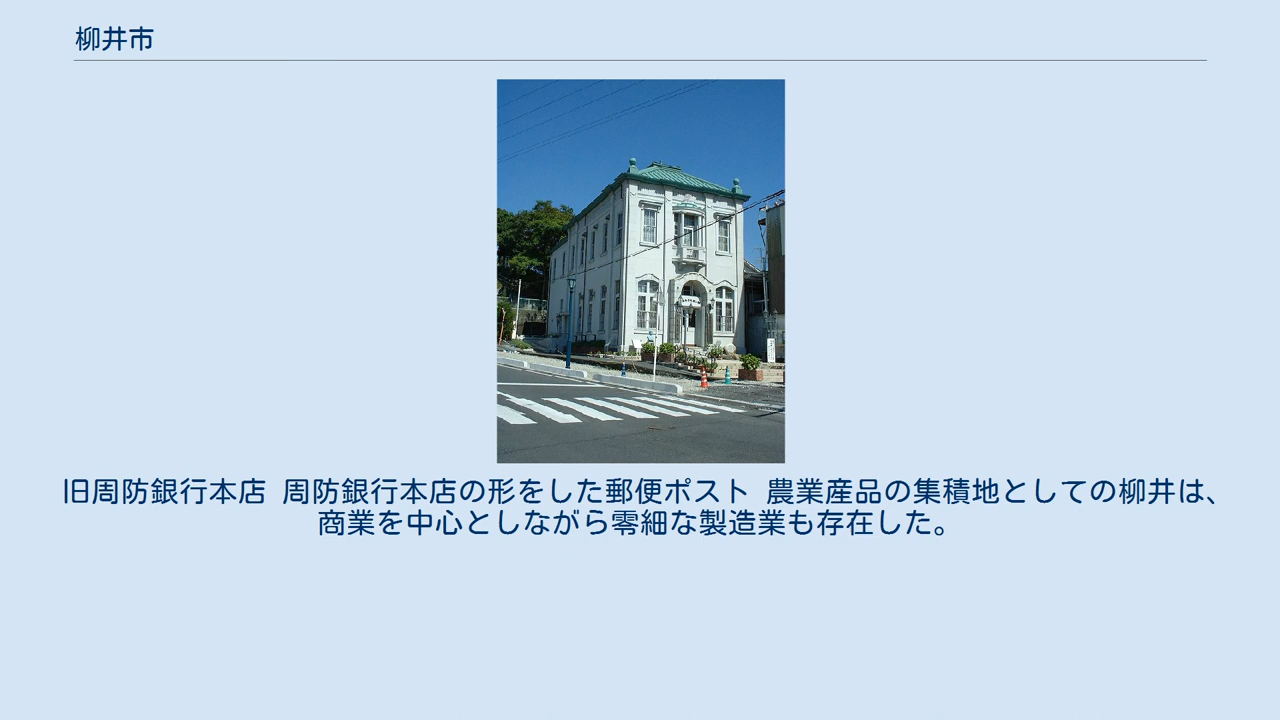 柳井市
旧周防銀行本店 周防銀行本店の形をした郵便ポスト 農業産品の集積地としての柳井は、
商業を中心としながら零細な製造業も存在した。